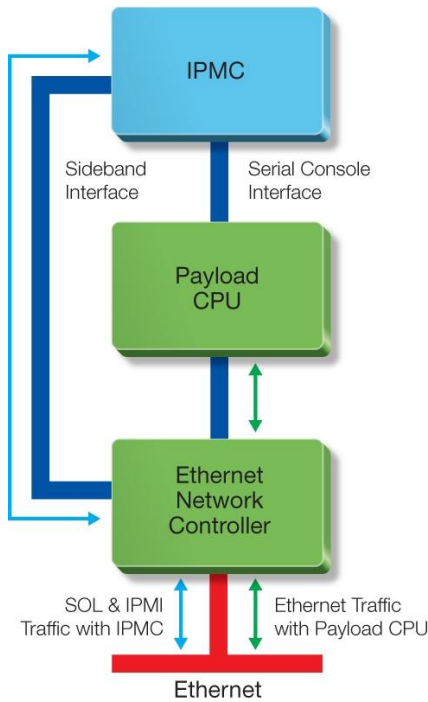 IPMC
Sideband
Interface
Serial Console
Interface
Payload
CPU
Ethernet
Network
Controller
SOL & IPMI
Traffic with IPMC
Ethernet Traffic
with Payload CPU
Ethernet